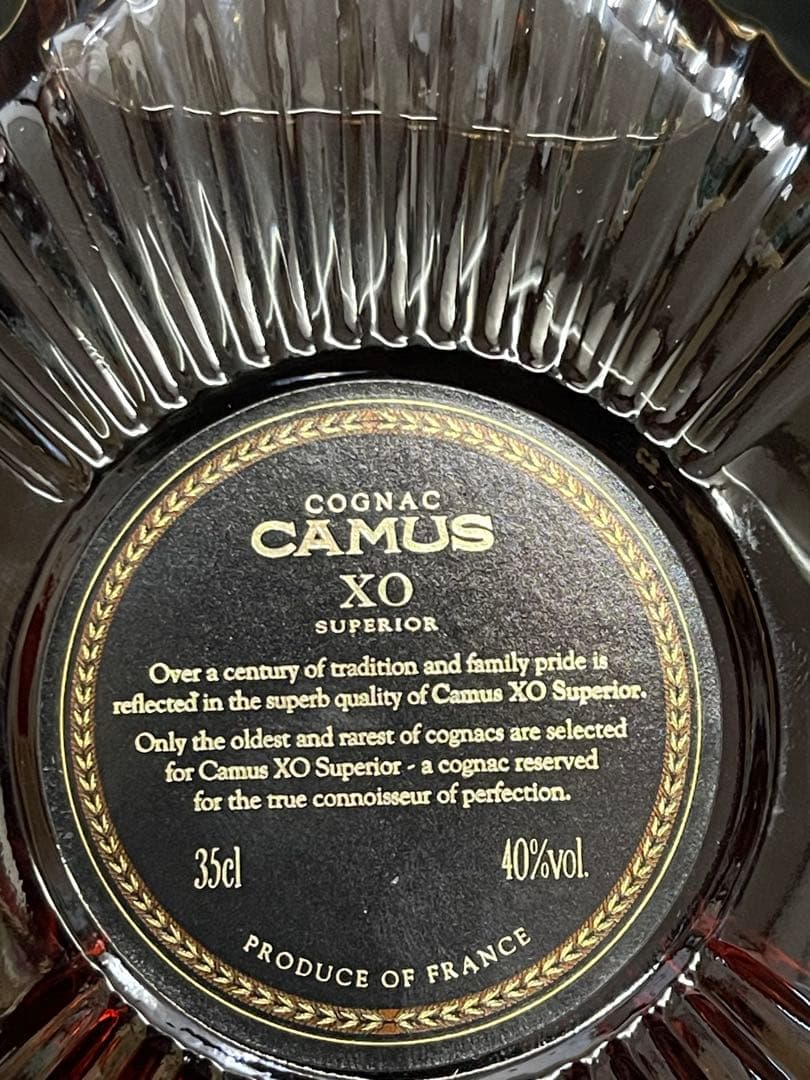 COGNAC
CAMUS
XO
SUPERIOR
Over a century of tradition and family pride is
reflected in the superb quality of Camus XO Superior.
Only the oldest and rarest of cognacs are selected
for Camus XO Superior - a cognac reserved
for the true connoisseur of perfection.
35cl 40%vol.
PRODUCE OF FRANCE